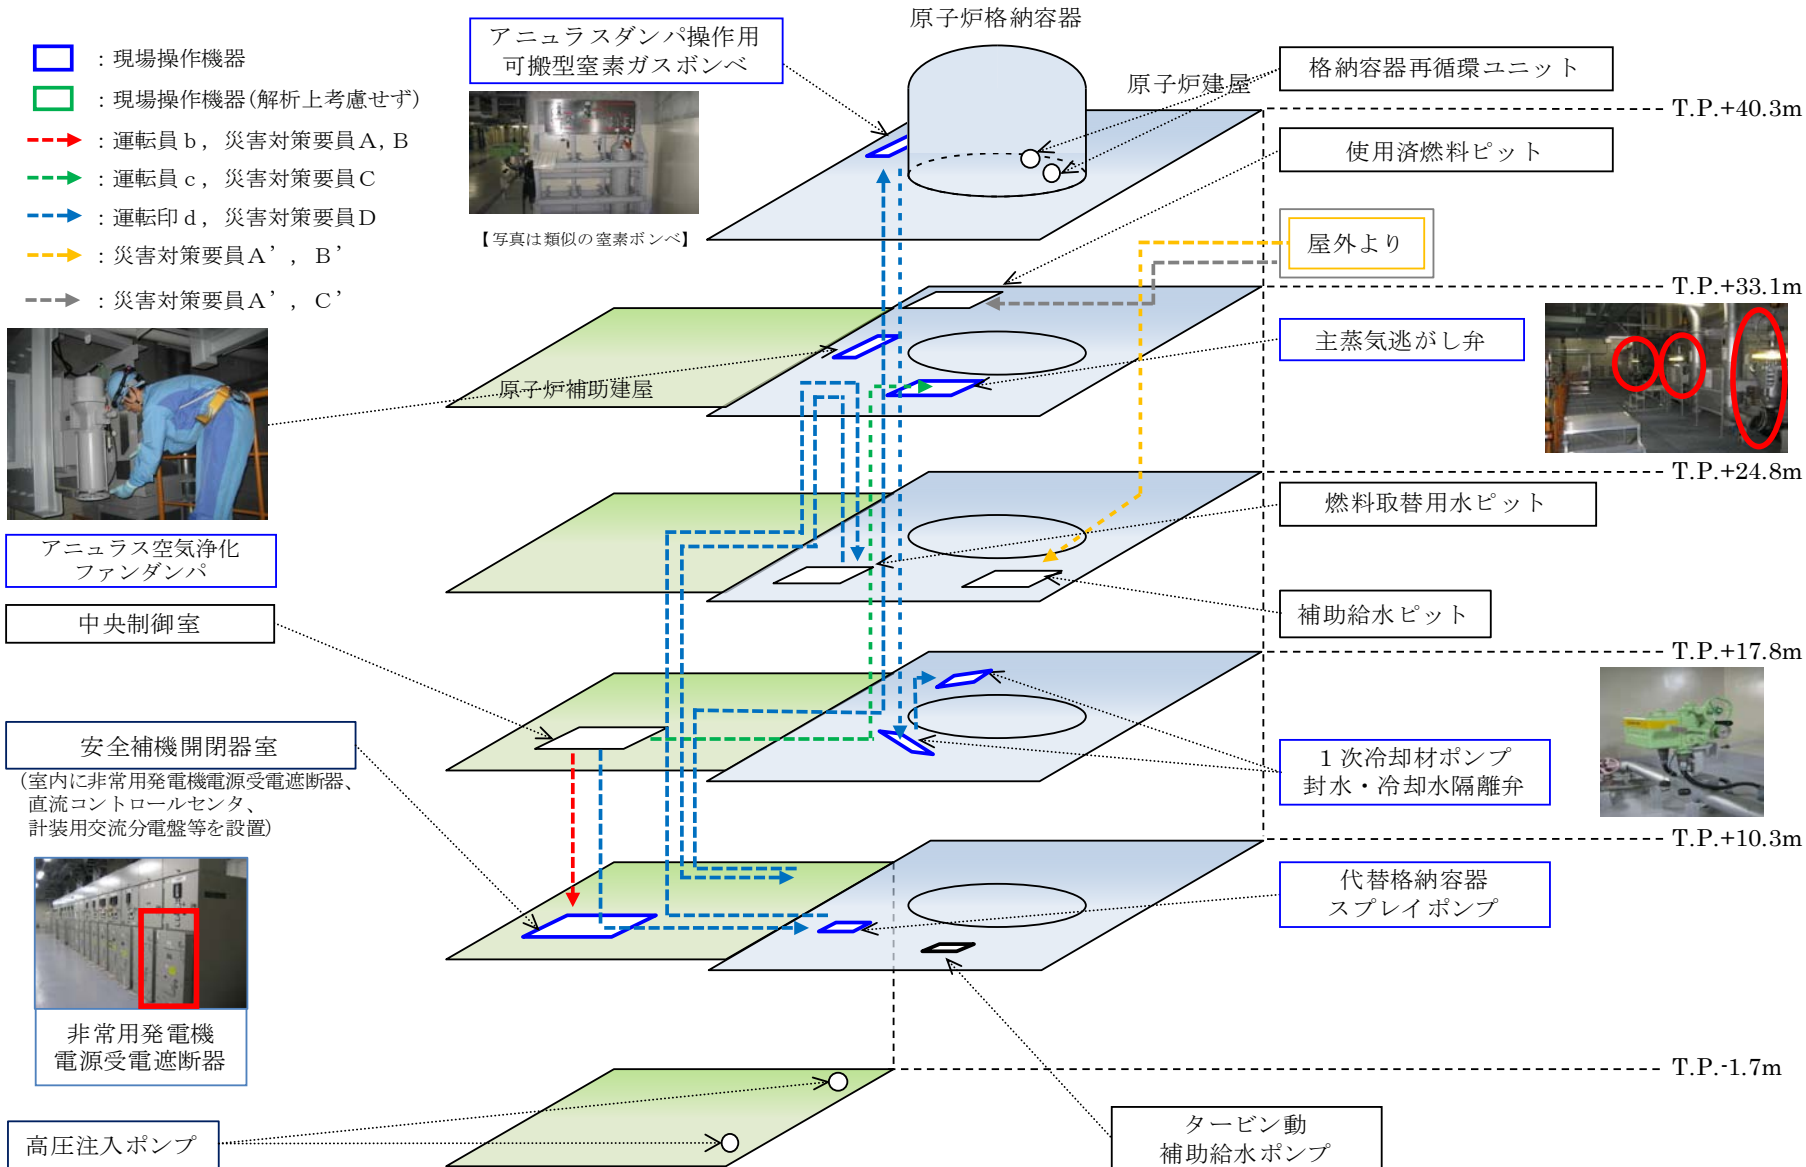 原子炉格納容器
アニュラスダンパ操作用
可搬型窒素ガスボンベ
：現場操作機器
：現場操作機器(解析上考慮せず)
：運転員ｂ，災害対策要員Ａ, Ｂ
：運転員ｃ，災害対策要員Ｃ
：運転印ｄ，災害対策要員Ｄ
：災害対策要員Ａ’，Ｂ’
：災害対策要員Ａ’，Ｃ’
【写真は類似の窒素ボンベ】
原子炉建屋
格納容器再循環ユニット
T.P.+40.3m
使用済燃料ピット
屋外より
T.P.+33.1m
主蒸気逃がし弁
原子炉補助建屋
T.P.+24.8m
燃料取替用水ピット
アニュラス空気浄化
ファンダンパ
中央制御室
補助給水ピット
T.P.+17.8m
安全補機開閉器室
(室内に非常用発電機電源受電遮断器、
直流コントロールセンタ、
計装用交流分電盤等を設置)
１次冷却材ポンプ
封水・冷却水隔離弁
T.P.+10.3m
代替格納容器
スプレイポンプ
非常用発電機
電源受電遮断器
T.P.-1.7m
高圧注入ポンプ
タービン動
補助給水ポンプ